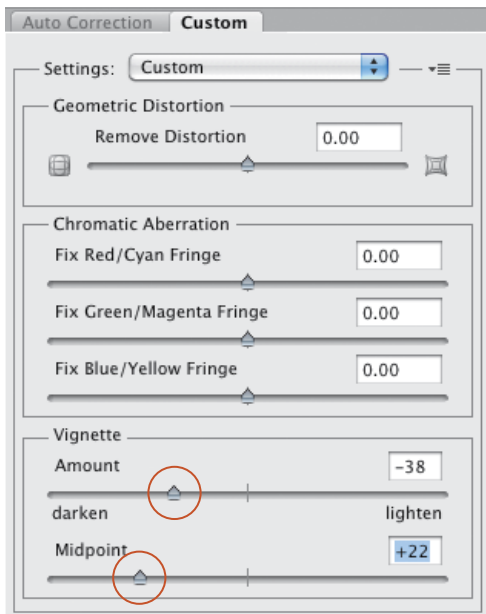 Auto Correction Custom
Settings: Custom
Geometric Distortion
Remove Distortion 0.00
Chromatic Aberration
Fix Red/Cyan Fringe 0.00
Fix Green/Magenta Fringe 0.00
Fix Blue/Yellow Fringe 0.00
Vignette
Amount -38
darken lighten
Midpoint +22